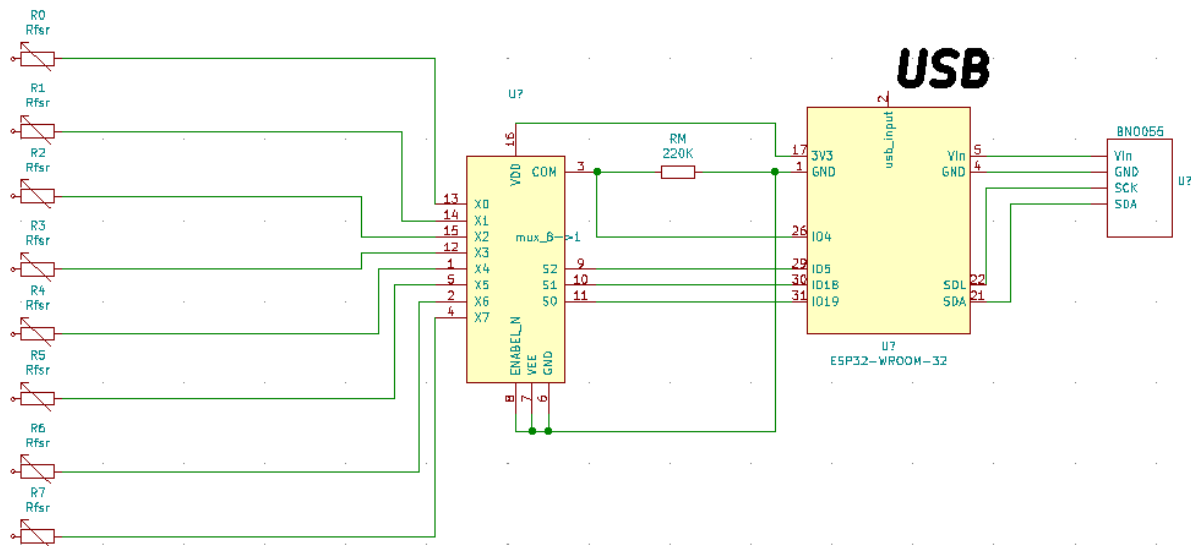 R0
Rfsr
R1
Rfsr
R2
Rfsr
R3
Rfsr
R4
Rfsr
R5
Rfsr
R6
Rfsr
R7
Rfsr
U?
16
VDD
COM
3
13
X0
14
X1
15
X2
12
X3
1
X4
5
X5
2
X6
4
X7
mux_8->1
S2
9
S1
10
S0
11
ENABEL_N
VEE
GND
8
7
6
RM
220K
USB
2
usb_input
17
3V3
1
GND
26
IO4
29
IO5
30
IO18
31
IO19
VIn
5
GND
4
SDL
22
SDA
21
U?
ESP32-WROOM-32
BNO055
VIn
GND
SCK
SDA
U?